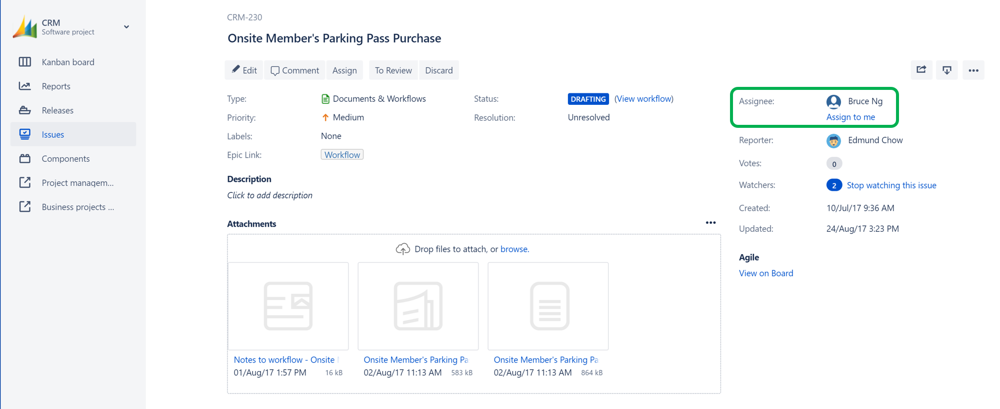 CRM
Software project
Kanban board
Reports
Releases
Issues
Components
Project managem...
Business projects ...
CRM-230
Onsite Member's Parking Pass Purchase
Edit
Comment
Assign
To Review
Discard
Type: Documents & Workflows
Priority: Medium
Labels: None
Epic Link: Workflow
Status: DRAFTING (View workflow)
Resolution: Unresolved
Description
Click to add description
Attachments
Drop files to attach, or browse.
Notes to workflow - Onsite
01/Aug/17 1:57 PM 16 kB
Onsite Member's Parking Pa
02/Aug/17 11:13 AM 583 kB
Onsite Member's Parking Pa
02/Aug/17 11:13 AM 864 kB
Assignee: Bruce Ng
Assign to me
Reporter: Edmund Chow
Votes: 0
Watchers: 2 Stop watching this issue
Created: 10/Jul/17 9:36 AM
Updated: 24/Aug/17 3:23 PM
Agile
View on Board